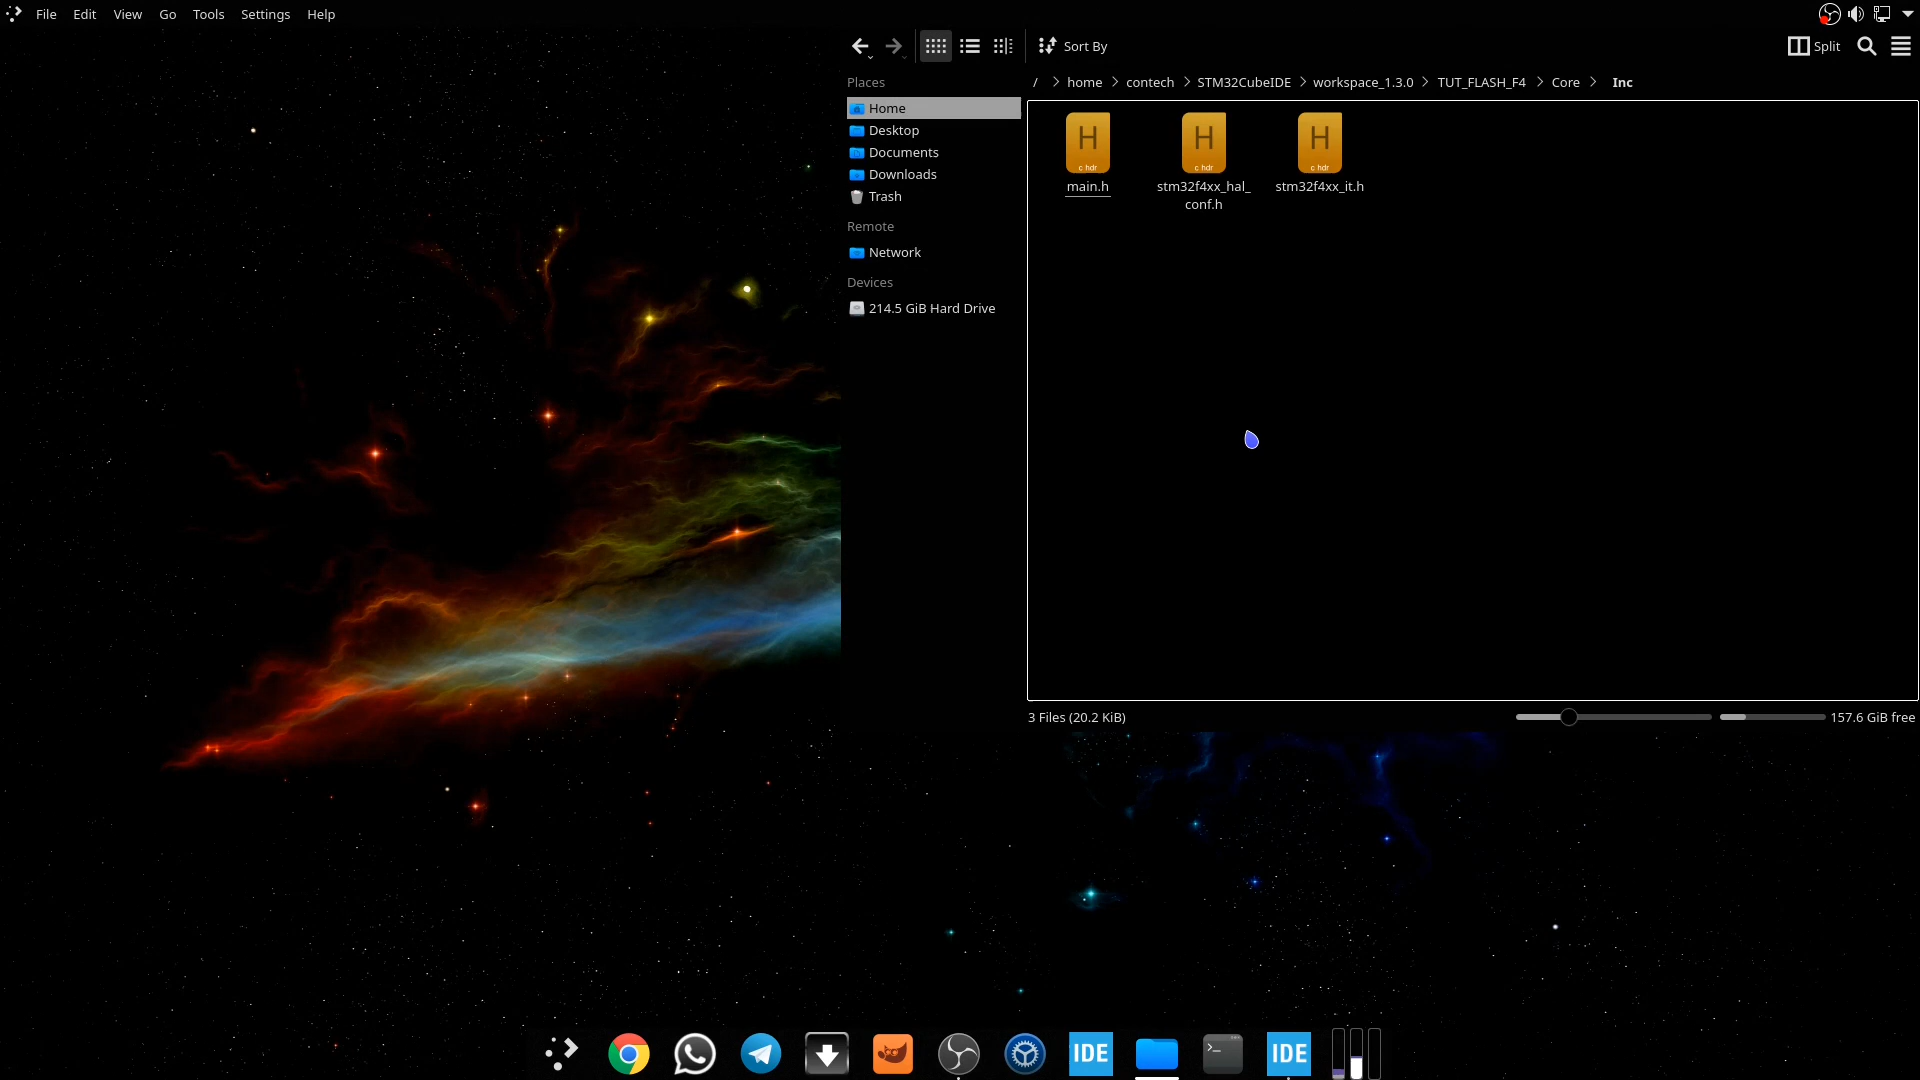 File Edit View Go Tools Settings Help
Sort By
Split
Places
/ home contech STM32CubeIDE workspace_1.3.0 TUT_FLASH_F4 Core Inc
Home
Desktop
Documents
Downloads
Trash
Remote
Network
Devices
214.5 GiB Hard Drive
H
c hdr
main.h
H
c hdr
stm32f4xx_hal_
conf.h
H
c hdr
stm32f4xx_it.h
3 Files (20.2 KiB)
157.6 GiB free
IDE
IDE